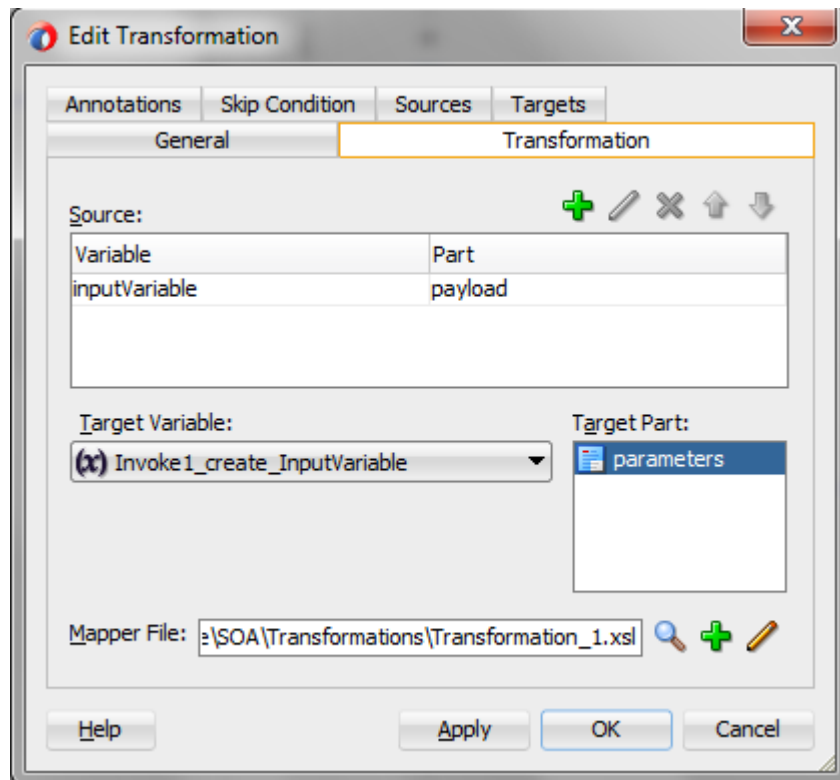 Edit Transformation
Annotations Skip Condition Sources Targets
General Transformation
Source:
Variable Part
inputVariable payload
Target Variable: Target Part:
(x) Invoke1_create_InputVariable parameters
Mapper File: e\SOA\Transformations\Transformation_1.xsl
Help Apply OK Cancel